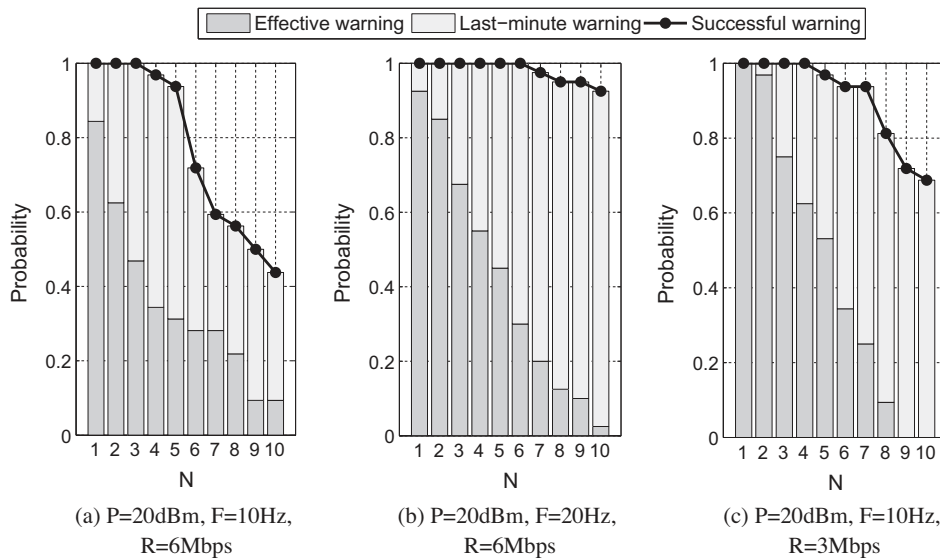 Effective warning Last−minute warning Successful warning
Probability
1
0.8
0.6
0.4
0.2
0
1 2 3 4 5 6 7 8 9 10
N
(a) P=20dBm, F=10Hz,
R=6Mbps
Probability
1
0.8
0.6
0.4
0.2
0
1 2 3 4 5 6 7 8 9 10
N
(b) P=20dBm, F=20Hz,
R=6Mbps
Probability
1
0.8
0.6
0.4
0.2
0
1 2 3 4 5 6 7 8 9 10
N
(c) P=20dBm, F=10Hz,
R=3Mbps